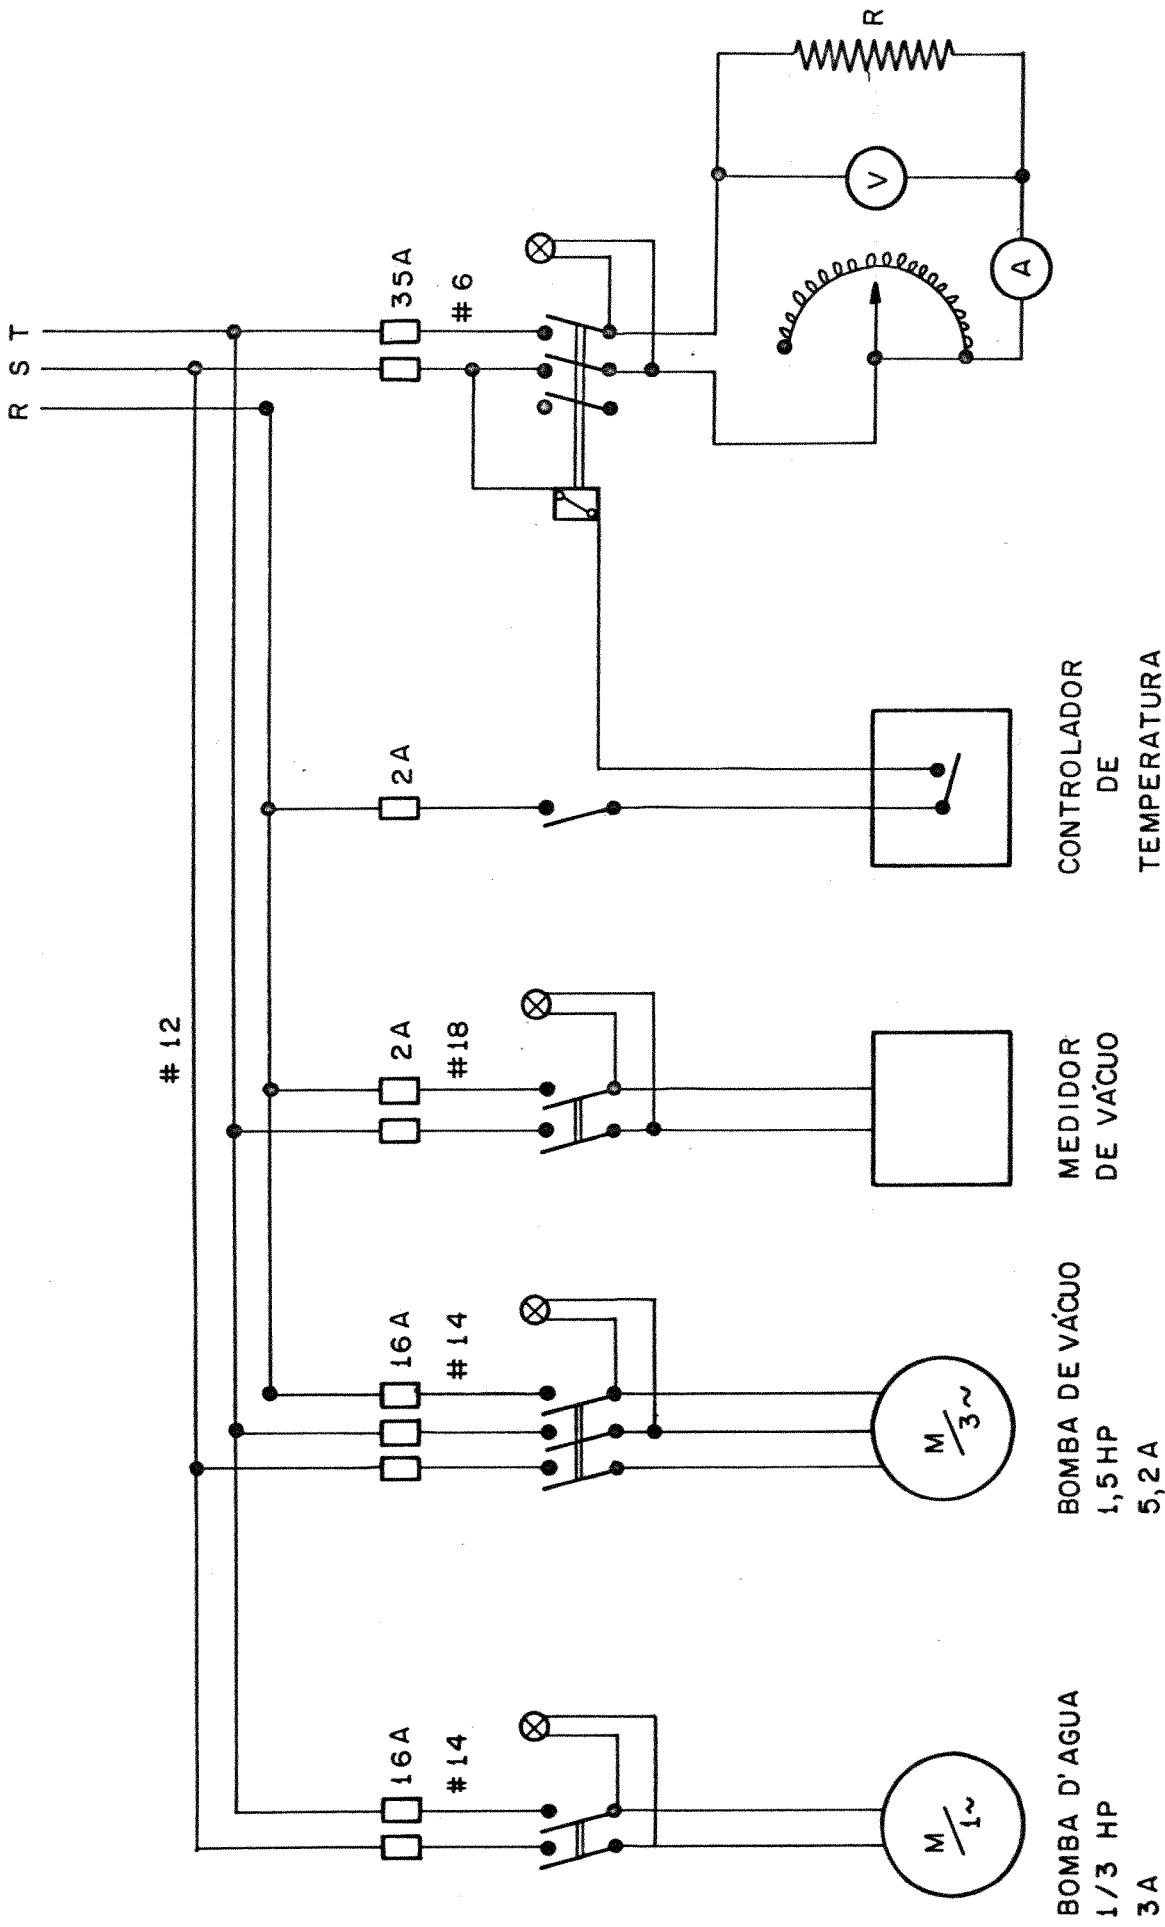 R
S
T
# 12
16A
#14
16A
#14
2A
#18
2A
35A
#6
M
1~
M
3~
A
V
R
BOMBA D'AGUA
1/3 HP
3A
BOMBA DE VÁCUO
1,5HP
5,2A
MEDIDOR
DE VÁCUO
CONTROLADOR
DE
TEMPERATURA